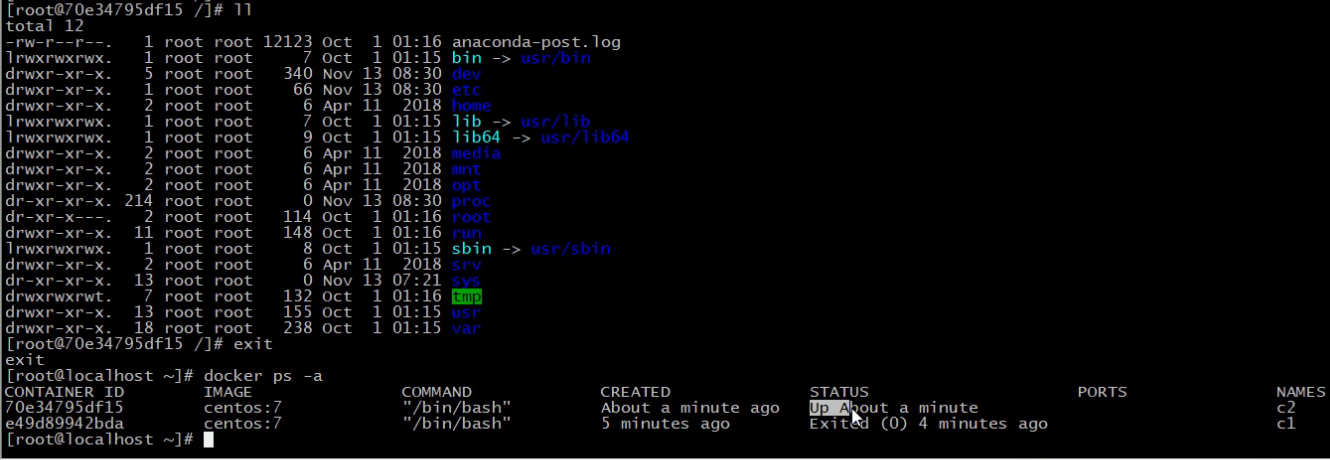 [root@70e34795df15 /]# ll
total 12
-rw-r--r--.   1 root root 12123 Oct  1 01:16 anaconda-post.log
lrwxrwxrwx.   1 root root     7 Oct  1 01:15 bin -> usr/bin
drwxr-xr-x.   5 root root   340 Nov 13 08:30 dev
drwxr-xr-x.   1 root root    66 Nov 13 08:30 etc
drwxr-xr-x.   2 root root     6 Apr 11  2018 home
lrwxrwxrwx.   1 root root     7 Oct  1 01:15 lib -> usr/lib
lrwxrwxrwx.   1 root root     9 Oct  1 01:15 lib64 -> usr/lib64
drwxr-xr-x.   2 root root     6 Apr 11  2018 media
drwxr-xr-x.   2 root root     6 Apr 11  2018 mnt
drwxr-xr-x.   2 root root     6 Apr 11  2018 opt
dr-xr-xr-x. 214 root root     0 Nov 13 08:30 proc
dr-xr-x---.   2 root root   114 Oct  1 01:16 root
drwxr-xr-x.  11 root root   148 Oct  1 01:16 run
lrwxrwxrwx.   1 root root     8 Oct  1 01:15 sbin -> usr/sbin
drwxr-xr-x.   2 root root     6 Apr 11  2018 srv
dr-xr-xr-x.  13 root root     0 Nov 13 07:21 sys
drwxrwxrwt.   7 root root   132 Oct  1 01:16 tmp
drwxr-xr-x.  13 root root   155 Oct  1 01:15 usr
drwxr-xr-x.  18 root root   238 Oct  1 01:15 var
[root@70e34795df15 /]# exit
exit
[root@localhost ~]# docker ps -a
CONTAINER ID        IMAGE               COMMAND             CREATED              STATUS                     PORTS               NAMES
70e34795df15        centos:7            "/bin/bash"         About a minute ago   Up About a minute                              c2
e49d89942bda        centos:7            "/bin/bash"         5 minutes ago        Exited (0) 4 minutes ago                       c1
[root@localhost ~]#